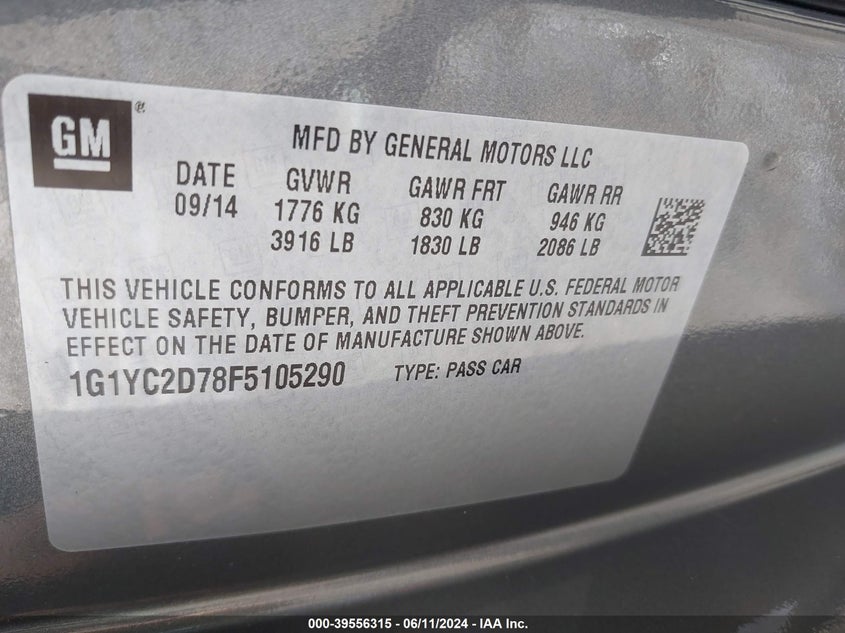 GM ®
MFD BY GENERAL MOTORS LLC
DATE GVWR GAWR FRT GAWR RR
09/14 1776 KG 830 KG 946 KG
3916 LB 1830 LB 2086 LB
THIS VEHICLE CONFORMS TO ALL APPLICABLE U.S. FEDERAL MOTOR
VEHICLE SAFETY, BUMPER, AND THEFT PREVENTION STANDARDS IN
EFFECT ON THE DATE OF MANUFACTURE SHOWN ABOVE.
1G1YC2D78F5105290 TYPE: PASS CAR
000-39556315 - 06/11/2024 - IAA Inc.